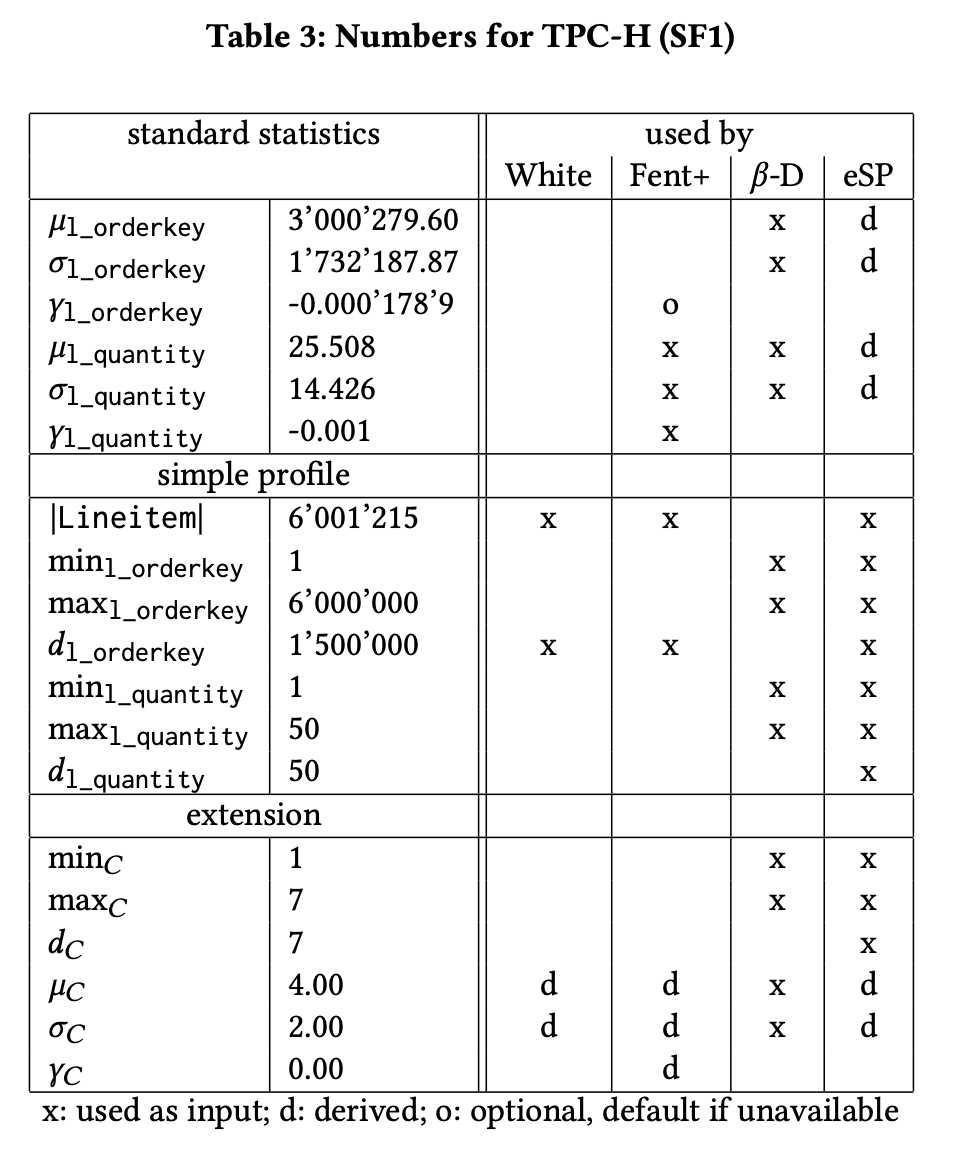 Table 3: Numbers for TPC-H (SF1)
standard statistics used by
White Fent+ β-D eSP
μl_orderkey 3’000’279.60 x d
σl_orderkey 1’732’187.87 x d
γl_orderkey -0.000’178’9 o
μl_quantity 25.508 x x d
σl_quantity 14.426 x x d
γl_quantity -0.001 x
simple profile
|Lineitem| 6’001’215 x x x
minl_orderkey 1 x x
maxl_orderkey 6’000’000 x x
dl_orderkey 1’500’000 x x x
minl_quantity 1 x x
maxl_quantity 50 x x
dl_quantity 50 x
extension
minC 1 x x
maxC 7 x x
dC 7 x
μC 4.00 d d x d
σC 2.00 d d x d
γC 0.00 d
x: used as input; d: derived; o: optional, default if unavailable